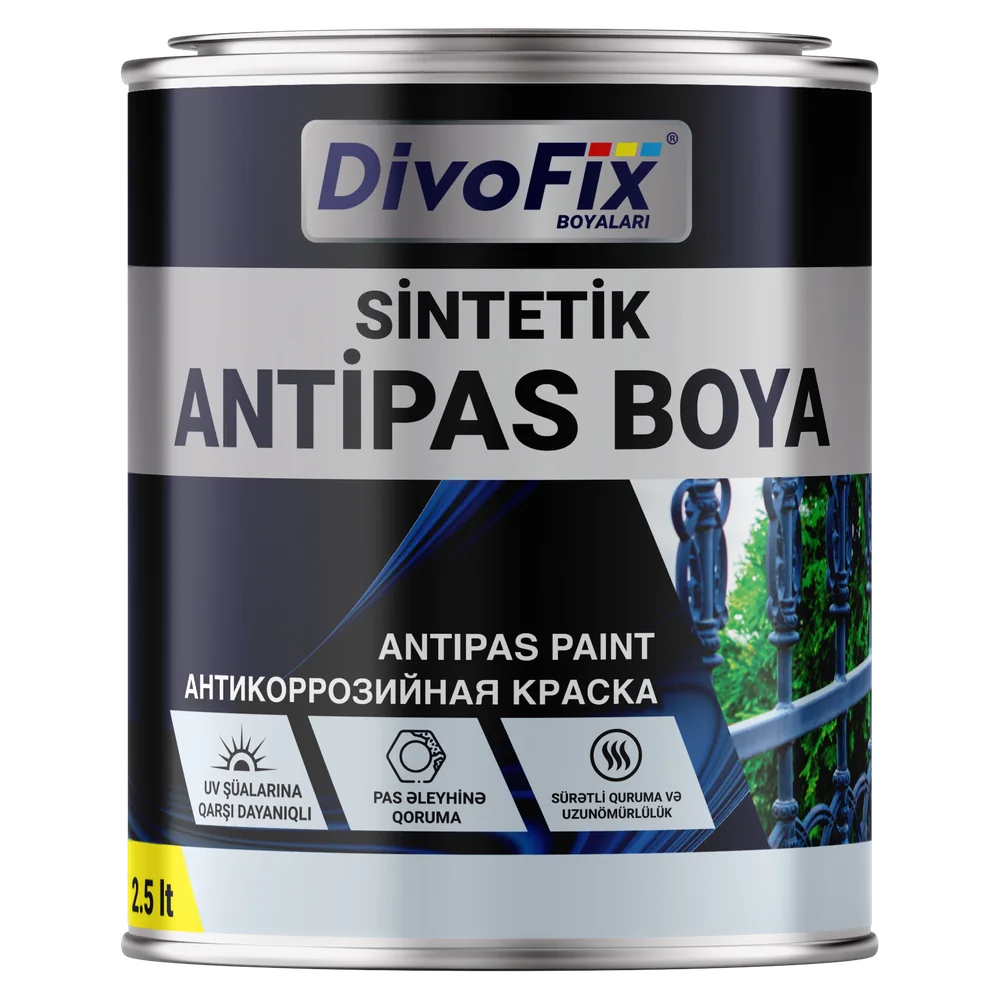 DivoFix®
BOYALARI
SİNTETİK
ANTİPAS BOYA
ANTIPAS PAINT
АНТИКОРРОЗИЙНАЯ КРАСКА
UV ŞÜALARINA
QARŞI DAYANIQLI
PAS ƏLEYHİNƏ
QORUMA
SÜRƏTLİ QURUMA VƏ
UZUNÖMÜRLÜLÜK
2.5 lt